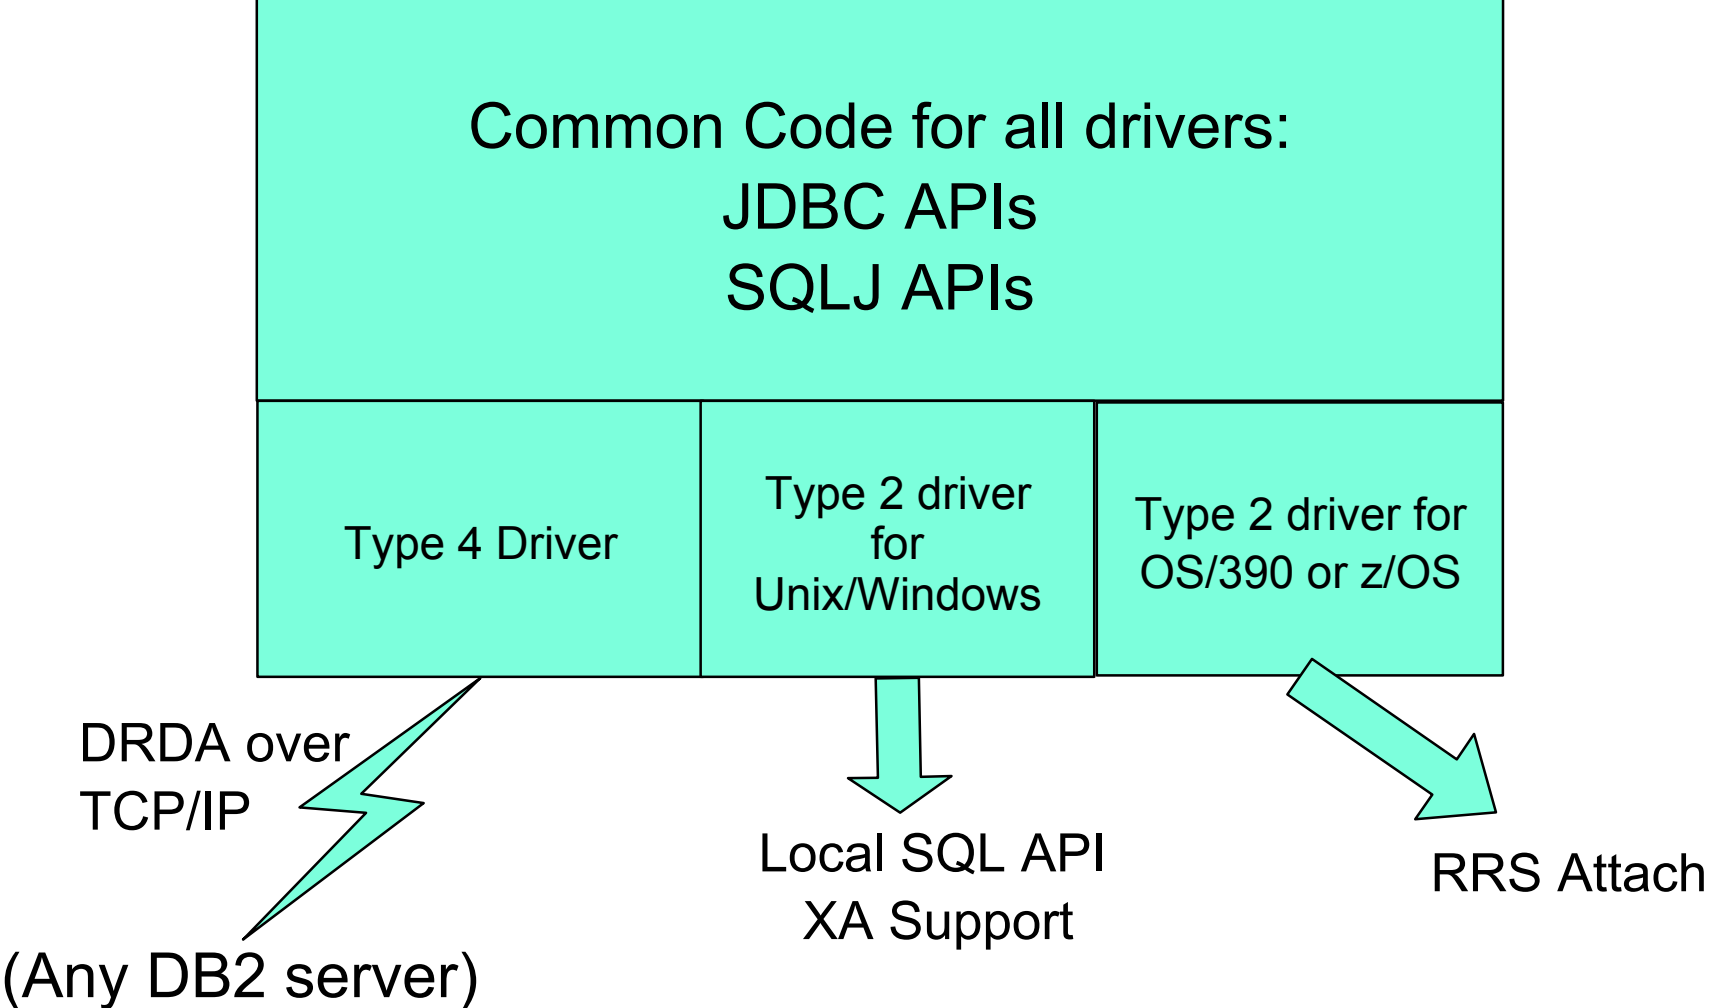 Common Code for all drivers:
JDBC APIs
SQLJ APIs
Type 4 Driver
Type 2 driver
for
Unix/Windows
Type 2 driver for
OS/390 or z/OS
DRDA over
TCP/IP
(Any DB2 server)
Local SQL API
XA Support
RRS Attach